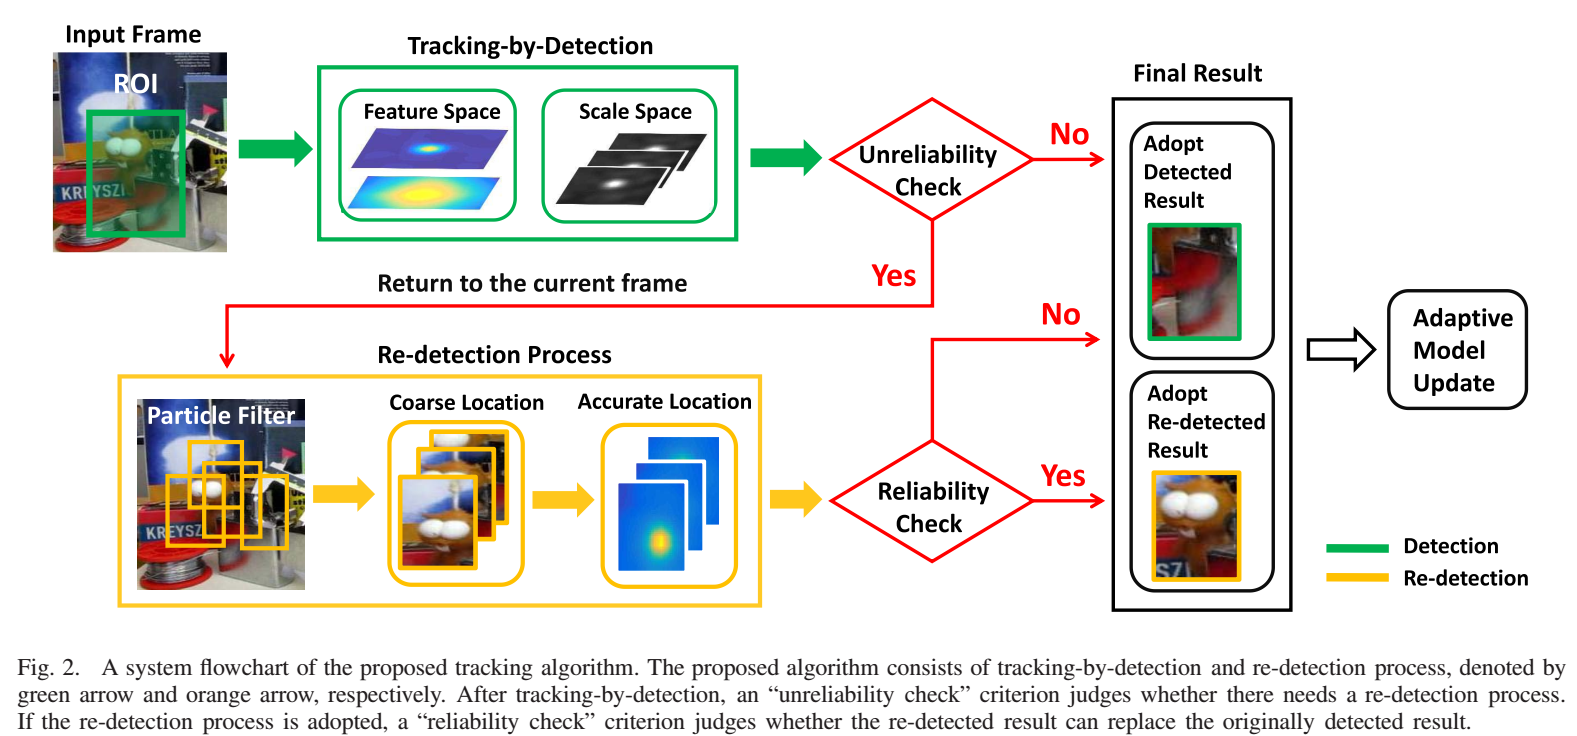 Input Frame
ROI
KREYSZI
Tracking-by-Detection
Feature Space
Scale Space
Unreliability
Check
No
Yes
Return to the current frame
Re-detection Process
Particle Filter
KREYSZ
Coarse Location
Accurate Location
Reliability
Check
No
Yes
Final Result
Adopt
Detected
Result
Adopt
Re-detected
Result
SZI
Adaptive
Model
Update
Detection
Re-detection
Fig. 2. A system flowchart of the proposed tracking algorithm. The proposed algorithm consists of tracking-by-detection and re-detection process, denoted by
green arrow and orange arrow, respectively. After tracking-by-detection, an “unreliability check” criterion judges whether there needs a re-detection process.
If the re-detection process is adopted, a “reliability check” criterion judges whether the re-detected result can replace the originally detected result.